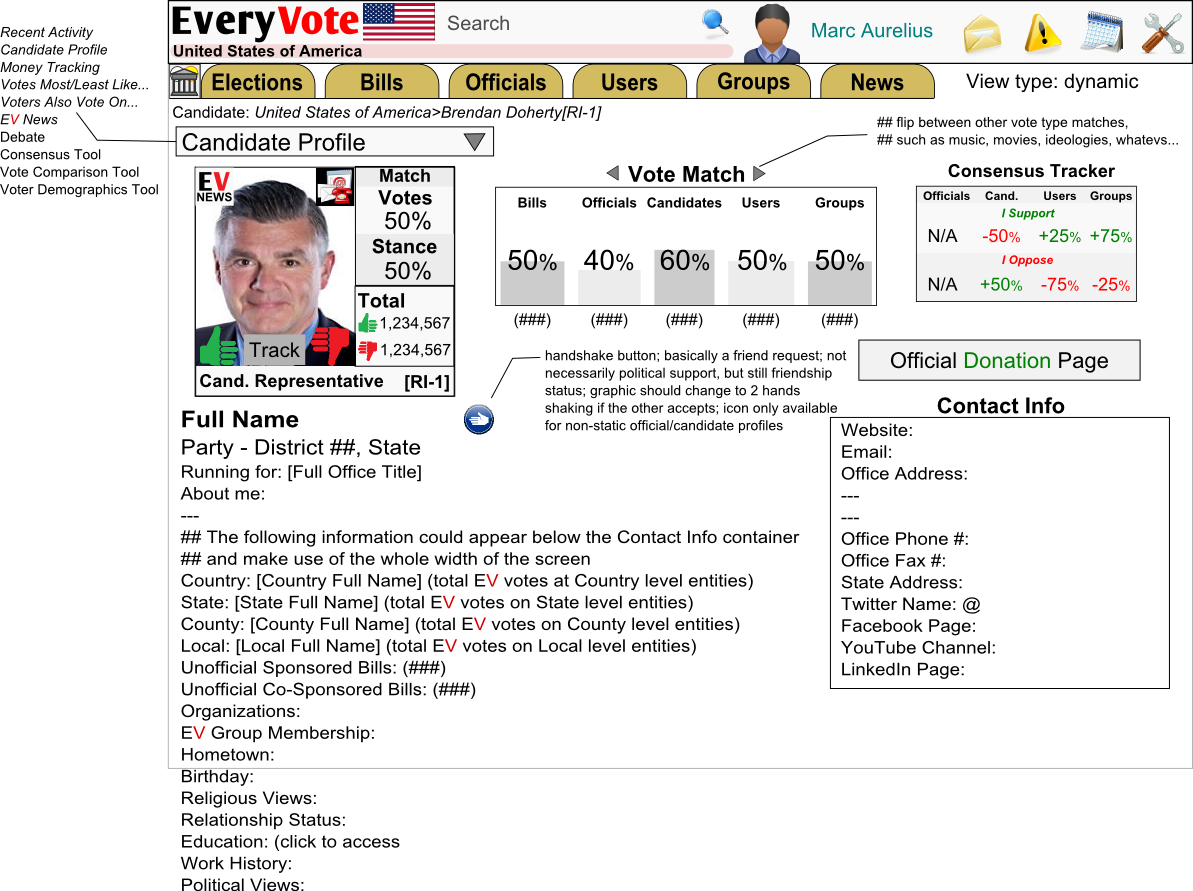 EveryVote
Search
Marc Aurelius
United States of America
Elections
Bills
Officials
Users
Groups
News
View type: dynamic
Recent Activity
Candidate Profile
Money Tracking
Votes Most/Least Like...
Voters Also Vote On...
EV News
Debate
Consensus Tool
Vote Comparison Tool
Voter Demographics Tool
Candidate: United States of America>Brendan Doherty[RI-1]
Candidate Profile
## flip between other vote type matches,
## such as music, movies, ideologies, whatevs...
EV
NEWS
Match
Votes
50%
Stance
50%
Total
1,234,567
1,234,567
Track
Cand. Representative [RI-1]
Vote Match
Bills Officials Candidates Users Groups
50% 40% 60% 50% 50%
(###) (###) (###) (###) (###)
Consensus Tracker
Officials Cand. Users Groups
I Support
N/A -50% +25% +75%
I Oppose
N/A +50% -75% -25%
handshake button; basically a friend request; not
necessarily political support, but still friendship
status; graphic should change to 2 hands
shaking if the other accepts; icon only available
for non-static official/candidate profiles
Official Donation Page
Contact Info
Website:
Email:
Office Address:
---
---
Office Phone #:
Office Fax #:
State Address:
Twitter Name: @
Facebook Page:
YouTube Channel:
LinkedIn Page:
Full Name
Party - District ##, State
Running for: [Full Office Title]
About me:
---
## The following information could appear below the Contact Info container
## and make use of the whole width of the screen
Country: [Country Full Name] (total EV votes at Country level entities)
State: [State Full Name] (total EV votes on State level entities)
County: [County Full Name] (total EV votes on County level entities)
Local: [Local Full Name] (total EV votes on Local level entities)
Unofficial Sponsored Bills: (###)
Unofficial Co-Sponsored Bills: (###)
Organizations:
EV Group Membership:
Hometown:
Birthday:
Religious Views:
Relationship Status:
Education: (click to access
Work History:
Political Views: